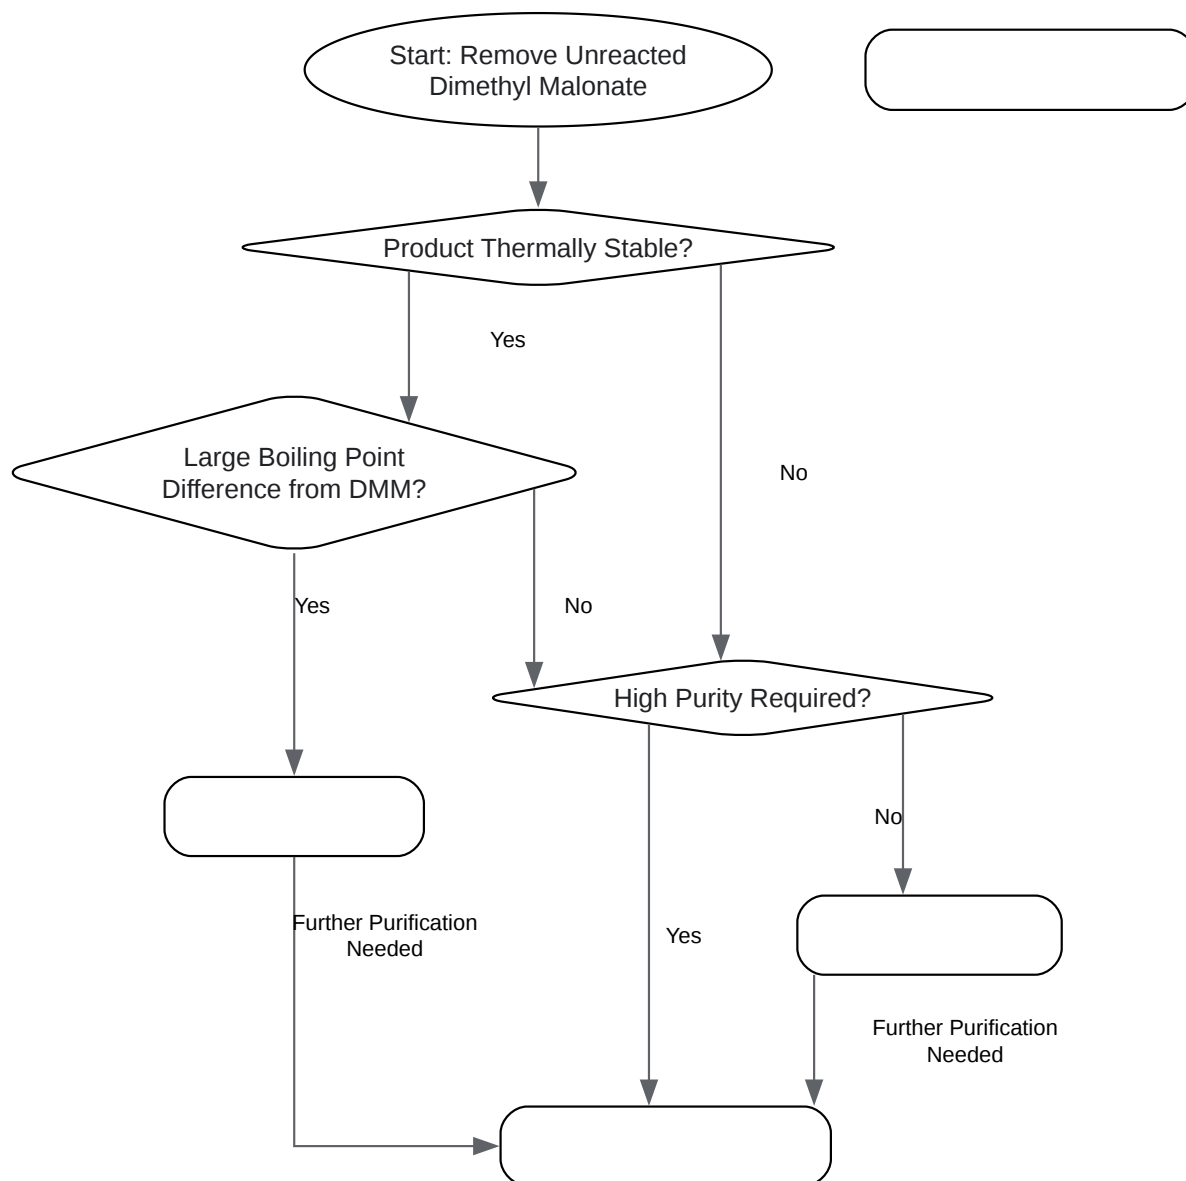 Start: Remove Unreacted
Dimethyl Malonate
Product Thermally Stable?
Yes
Large Boiling Point
Difference from DMM?
No
Yes
No
High Purity Required?
No
Further Purification
Needed
Yes
Further Purification
Needed